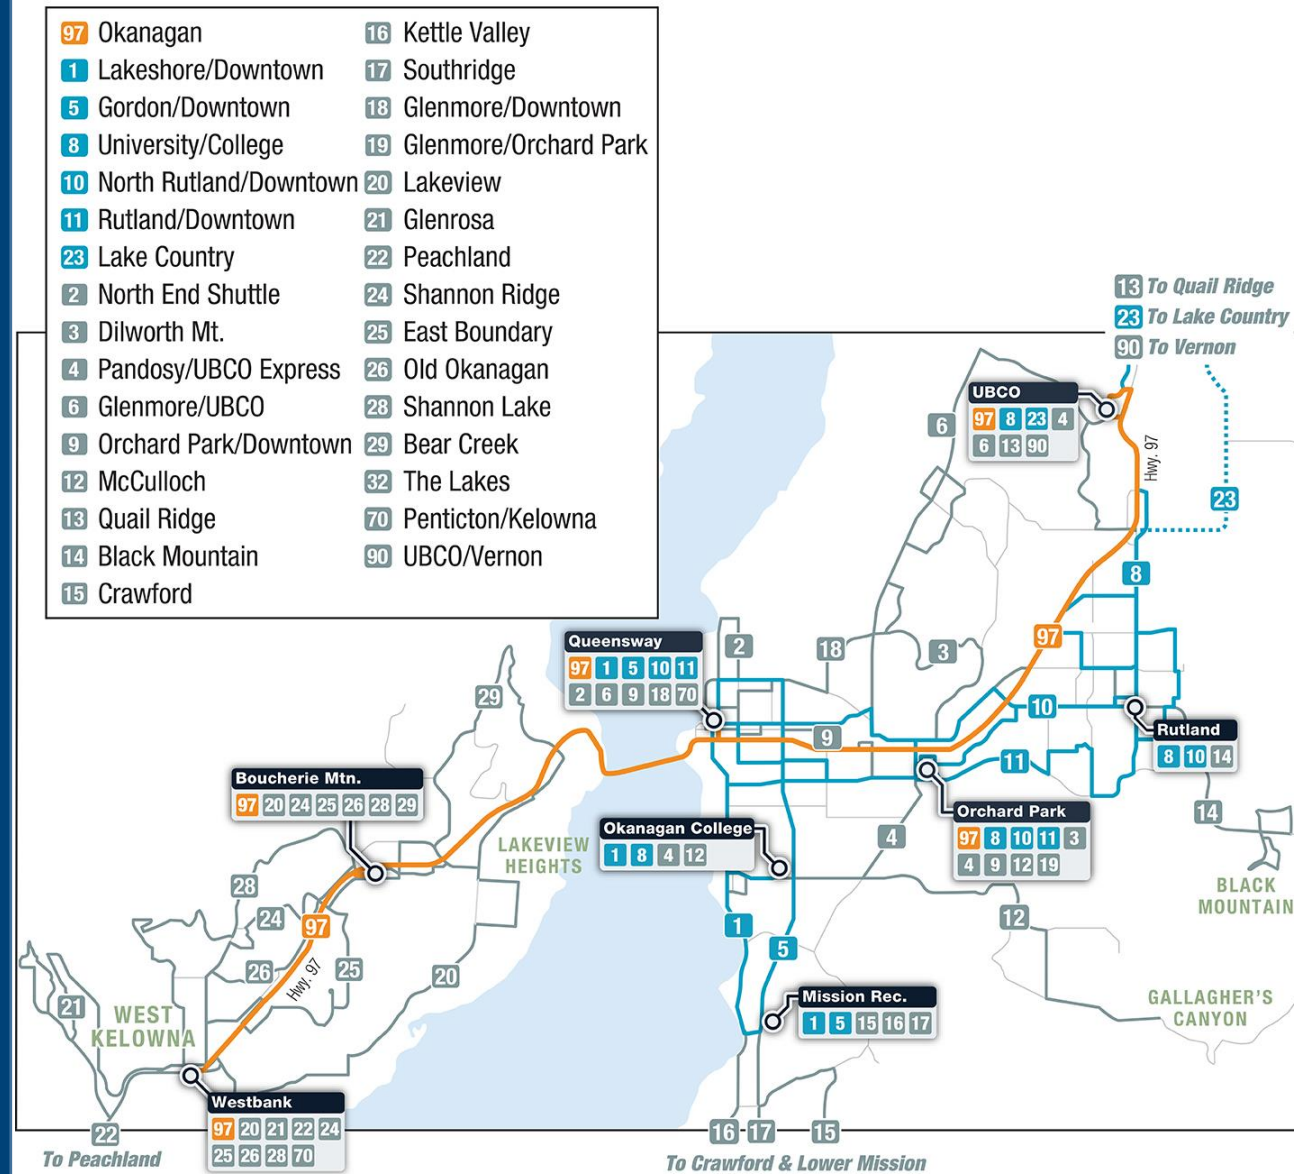 97 Okanagan
1 Lakeshore/Downtown
5 Gordon/Downtown
8 University/College
10 North Rutland/Downtown
11 Rutland/Downtown
23 Lake Country
2 North End Shuttle
3 Dilworth Mt.
4 Pandosy/UBCO Express
6 Glenmore/UBCO
9 Orchard Park/Downtown
12 McCulloch
13 Quail Ridge
14 Black Mountain
15 Crawford
16 Kettle Valley
17 Southridge
18 Glenmore/Downtown
19 Glenmore/Orchard Park
20 Lakeview
21 Glenrosa
22 Peachland
24 Shannon Ridge
25 East Boundary
26 Old Okanagan
28 Shannon Lake
29 Bear Creek
32 The Lakes
70 Penticton/Kelowna
90 UBCO/Vernon
13 To Quail Ridge
23 To Lake Country
90 To Vernon
UBCO
97 8 23 4
6 13 90
6
Hwy. 97
23
8
Queensway
97 1 5 10 11
2 6 9 18 70
2
18
3
97
29
10
9
Rutland
8 10 14
11
Boucherie Mtn.
97 20 24 25 26 28 29
Orchard Park
97 8 10 11 3
4 9 12 19
14
Okanagan College
1 8 4 12
4
LAKEVIEW
HEIGHTS
BLACK
MOUNTAIN
28
24
97
12
1
5
26
25
20
Hwy. 97
21
WEST
KELOWNA
Mission Rec.
1 5 15 16 17
GALLAGHER'S
CANYON
Westbank
97 20 21 22 24
25 26 28 70
22
To Peachland
16 17 15
To Crawford & Lower Mission